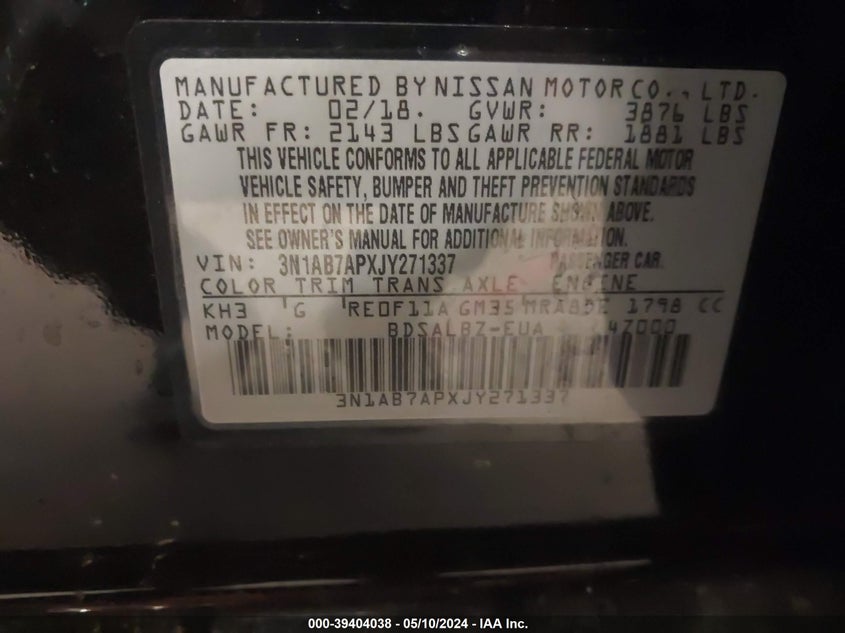 MANUFACTURED BY NISSAN MOTOR CO., LTD.
DATE: 02/18. GVWR: 3876 LBS
GAWR FR: 2143 LBS GAWR RR: 1881 LBS
THIS VEHICLE CONFORMS TO ALL APPLICABLE FEDERAL MOTOR
VEHICLE SAFETY, BUMPER AND THEFT PREVENTION STANDARDS
IN EFFECT ON THE DATE OF MANUFACTURE SHOWN ABOVE.
SEE OWNER'S MANUAL FOR ADDITIONAL INFORMATION.
VIN: 3N1AB7APXJY271337 PASSENGER CAR.
COLOR TRIM TRANS AXLE ENGINE
KH3 G RE0F11A GM35 MRA8DE 1798 CC
MODEL: BDSALBZ-EUA 4Z000
3N1AB7APXJY271337
000-39404038 - 05/10/2024 - IAA Inc.